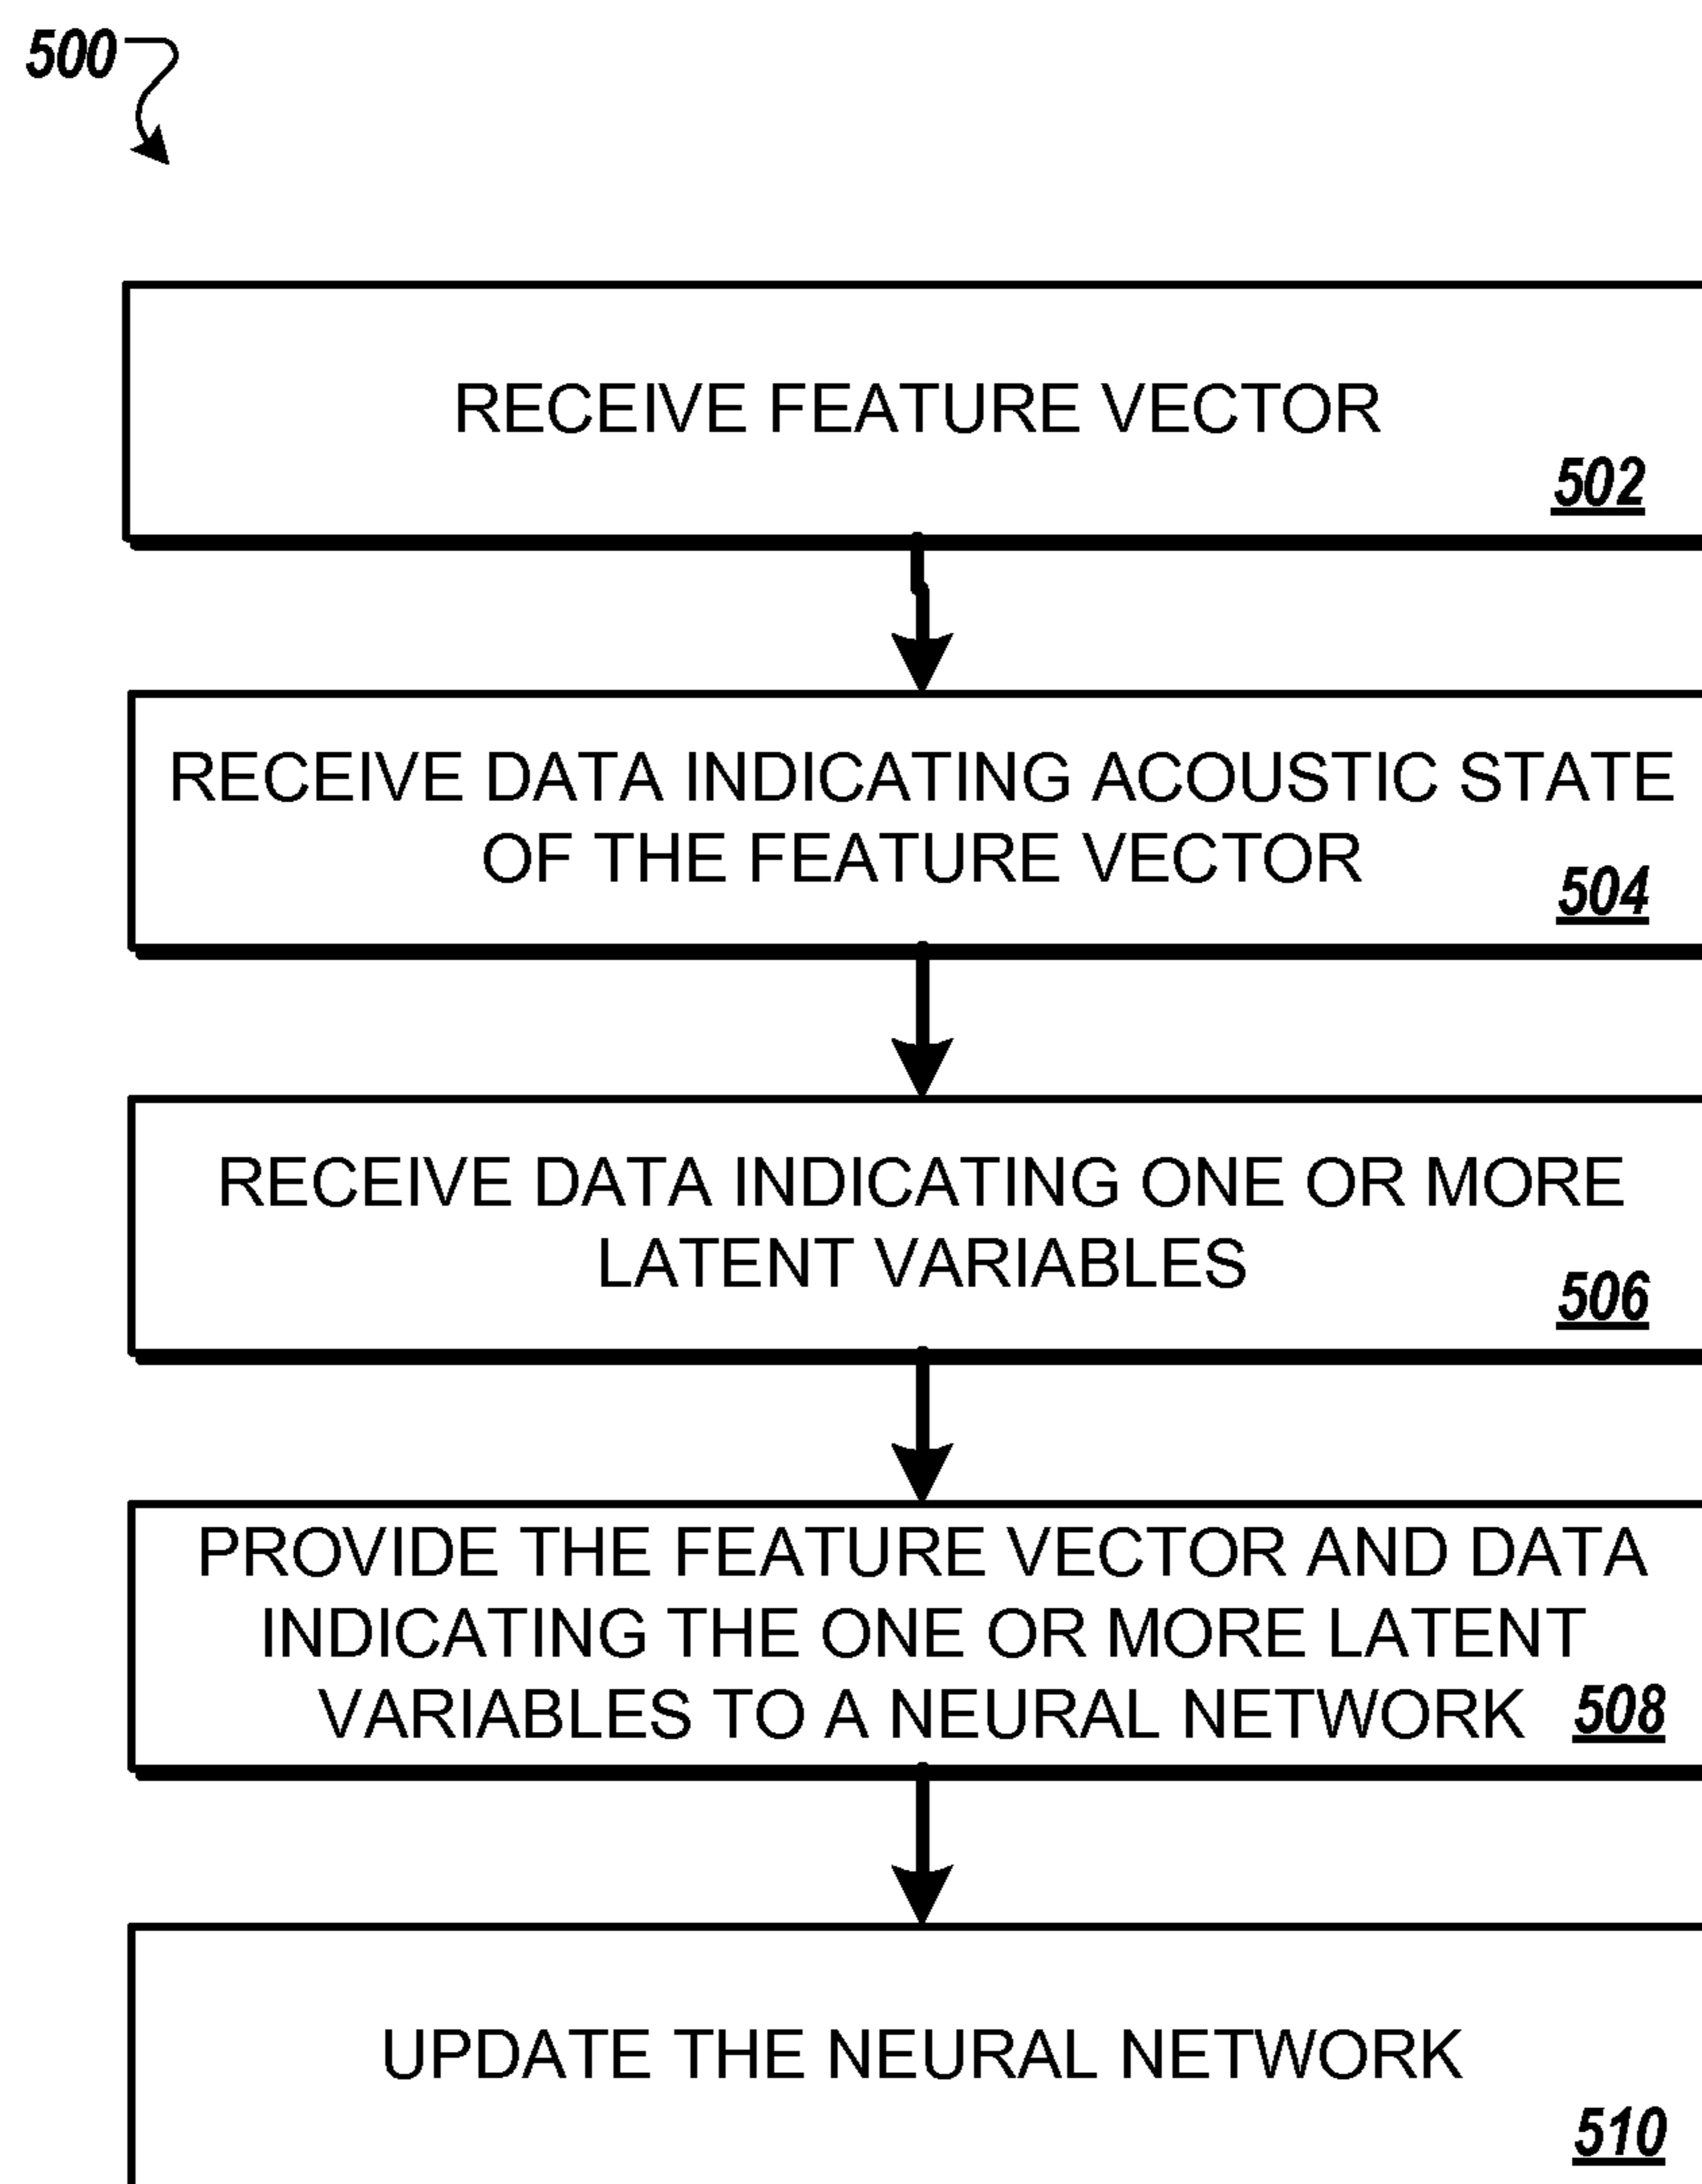 500
RECEIVE FEATURE VECTOR
502
RECEIVE DATA INDICATING ACOUSTIC STATE
OF THE FEATURE VECTOR
504
RECEIVE DATA INDICATING ONE OR MORE
LATENT VARIABLES
506
PROVIDE THE FEATURE VECTOR AND DATA
INDICATING THE ONE OR MORE LATENT
VARIABLES TO A NEURAL NETWORK 508
UPDATE THE NEURAL NETWORK
510